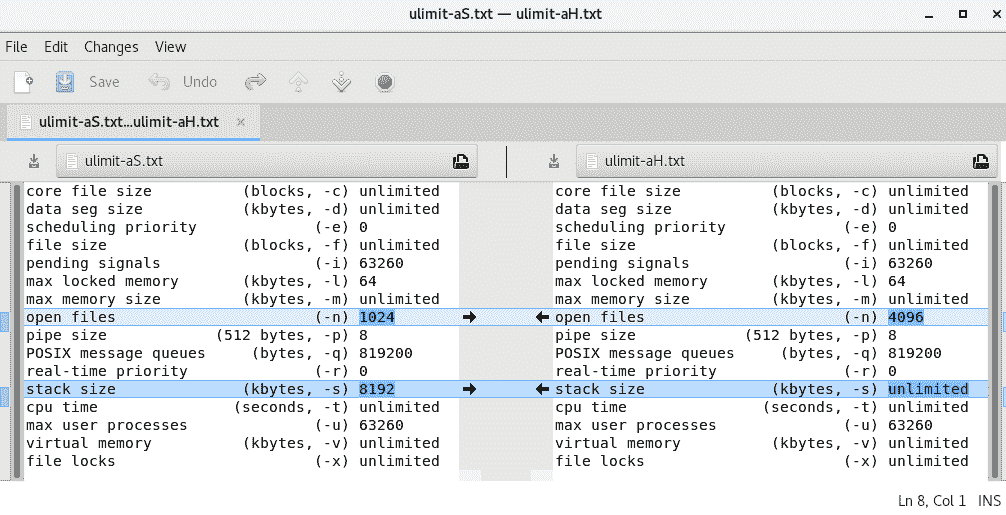 ulimit-aS.txt — ulimit-aH.txt
File Edit Changes View
Save Undo
ulimit-aS.txt...ulimit-aH.txt ×
ulimit-aS.txt
core file size (blocks, -c) unlimited
data seg size (kbytes, -d) unlimited
scheduling priority (-e) 0
file size (blocks, -f) unlimited
pending signals (-i) 63260
max locked memory (kbytes, -l) 64
max memory size (kbytes, -m) unlimited
open files (-n) 1024
pipe size (512 bytes, -p) 8
POSIX message queues (bytes, -q) 819200
real-time priority (-r) 0
stack size (kbytes, -s) 8192
cpu time (seconds, -t) unlimited
max user processes (-u) 63260
virtual memory (kbytes, -v) unlimited
file locks (-x) unlimited
ulimit-aH.txt
core file size (blocks, -c) unlimited
data seg size (kbytes, -d) unlimited
scheduling priority (-e) 0
file size (blocks, -f) unlimited
pending signals (-i) 63260
max locked memory (kbytes, -l) 64
max memory size (kbytes, -m) unlimited
open files (-n) 4096
pipe size (512 bytes, -p) 8
POSIX message queues (bytes, -q) 819200
real-time priority (-r) 0
stack size (kbytes, -s) unlimited
cpu time (seconds, -t) unlimited
max user processes (-u) 63260
virtual memory (kbytes, -v) unlimited
file locks (-x) unlimited
Ln 8, Col 1 INS